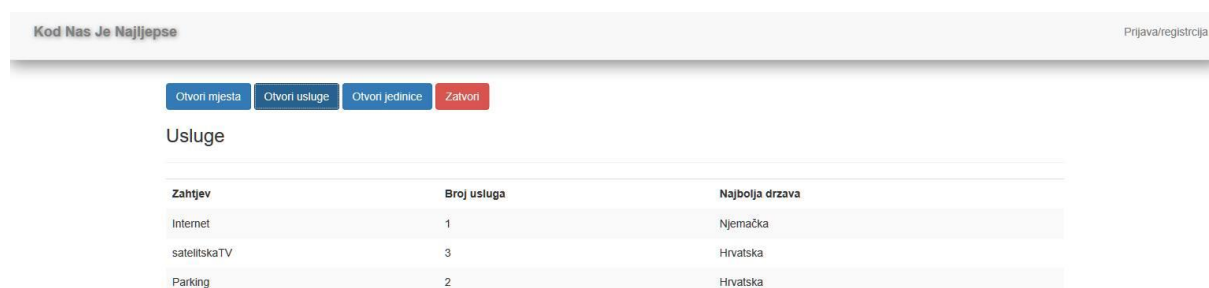 Kod Nas Je Najljepse Prijava/registrcija
Otvori mjesta Otvori usluge Otvori jedinice Zatvori
Usluge
Zahtjev Broj usluga Najbolja drzava
Internet 1 Njemačka
satelitskaTV 3 Hrvatska
Parking 2 Hrvatska